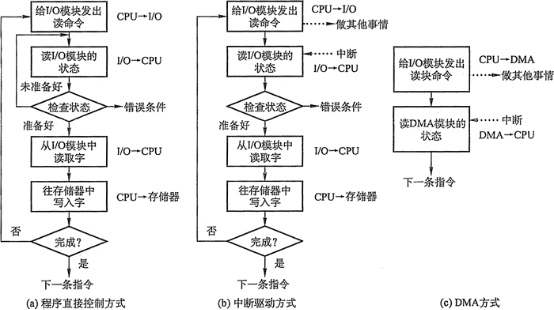 给I/O模块发出
读命令
CPU→I/O
读I/O模块的
状态
I/O→CPU
未准备好
检查状态
错误条件
准备好
从I/O模块中
读取字
I/O→CPU
往存储器中
写入字
CPU→存储器
否
完成?
是
下一条指令
(a) 程序直接控制方式
给I/O模块发出
读命令
CPU→I/O
做其他事情
读I/O模块的
状态
中断
I/O→CPU
检查状态
错误条件
准备好
从I/O模块中
读取字
I/O→CPU
往存储器中
写入字
CPU→存储器
否
完成?
是
下一条指令
(b) 中断驱动方式
给I/O模块发出
读块命令
CPU→DMA
做其他事情
读DMA模块的
状态
中断
DMA→CPU
下一条指令
(c) DMA方式